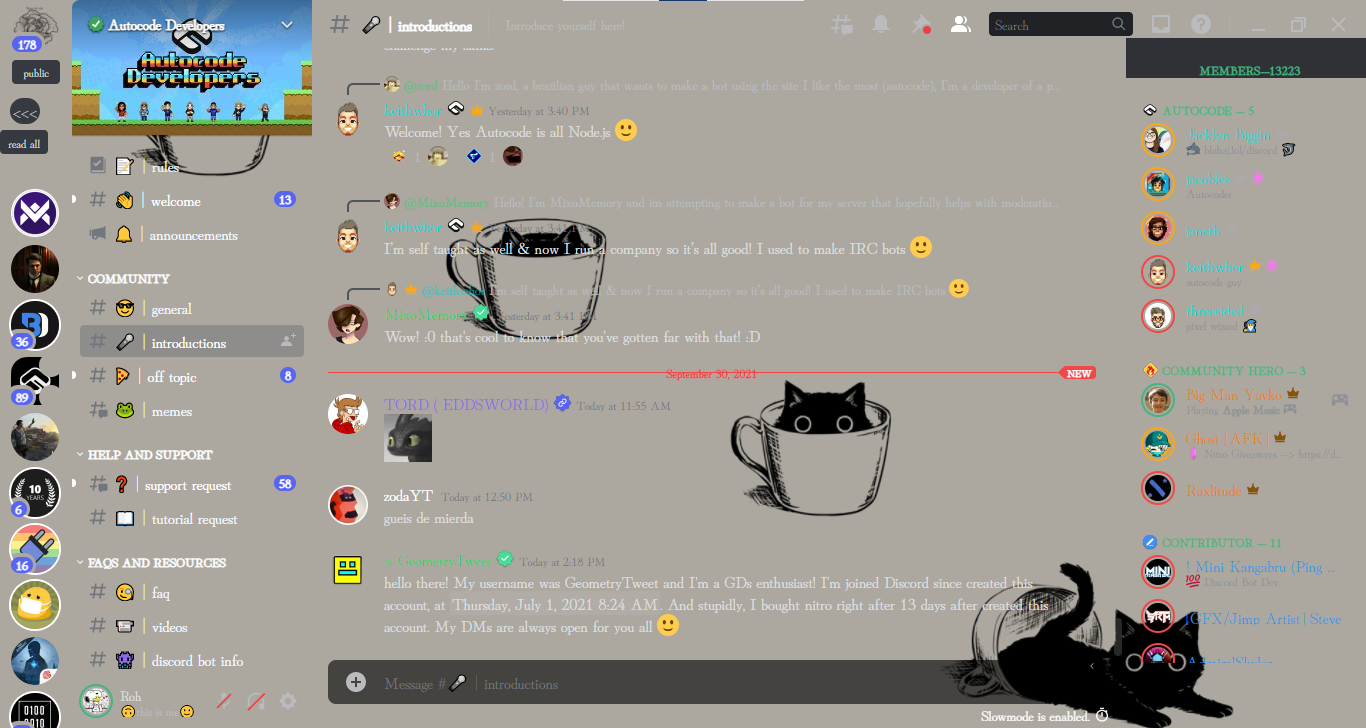 178
public
<<<
read all
36
89
10
YEARS
6
16
0100
0010
Autocode Developers
Autocode
Developers
rules
welcome
13
announcements
COMMUNITY
general
introductions
off topic
8
memes
HELP AND SUPPORT
support request
58
tutorial request
FAQS AND RESOURCES
faq
videos
discord bot info
Roh
this is me
introductions
Introduce yourself here!
Search
@zord Hello I'm zord, a brazilian guy that wants to make a bot using the site I like the most (autocode), I'm a developer of a p...
keithwhor Yesterday at 3:40 PM
Welcome! Yes Autocode is all Node.js 🙂
1
1
@MixoMemory Hello! I'm MixoMemory and im attempting to make a bot for my server that hopefully helps with moderatio...
keithwhor Yesterday at 3:41 PM
I'm self taught as well & now I run a company so it's all good! I used to make IRC bots 🙂
@keithwhor I'm self taught as well & now I run a company so it's all good! I used to make IRC bots 🙂
MixoMemory Yesterday at 3:41 PM
Wow! :0 that's cool to know that you've gotten far with that! :D
September 30, 2021
NEW
TORD ( EDDSWORLD) Today at 11:55 AM
zodaYT Today at 12:50 PM
gueis de mierda
GeometryTweet Today at 2:18 PM
hello there! My username was GeometryTweet and I'm a GDs enthusiast! I'm joined Discord since created this
account, at Thursday, July 1, 2021 8:24 AM. And stupidly, I bought nitro right after 13 days after created this
account. My DMs are always open for you all 🙂
Message # 🎤 | introductions
Slowmode is enabled.
MEMBERS—13223
AUTOCODE — 5
Jacklyn Biggin
blahaj.lol/discord
jacoblee
Autocoder
janeth
keithwhor
autocode guy
threesided
pixel wizard
COMMUNITY HERO — 3
Big Man Yavko
Playing Apple Music
Ghost | AFK |
Nitro Giveaways --> https://d...
Raxlitude
CONTRIBUTOR — 11
! Mini Kangabru (Ping ...
Discord Bot Dev
[GFX/Jimp Artist] Steve